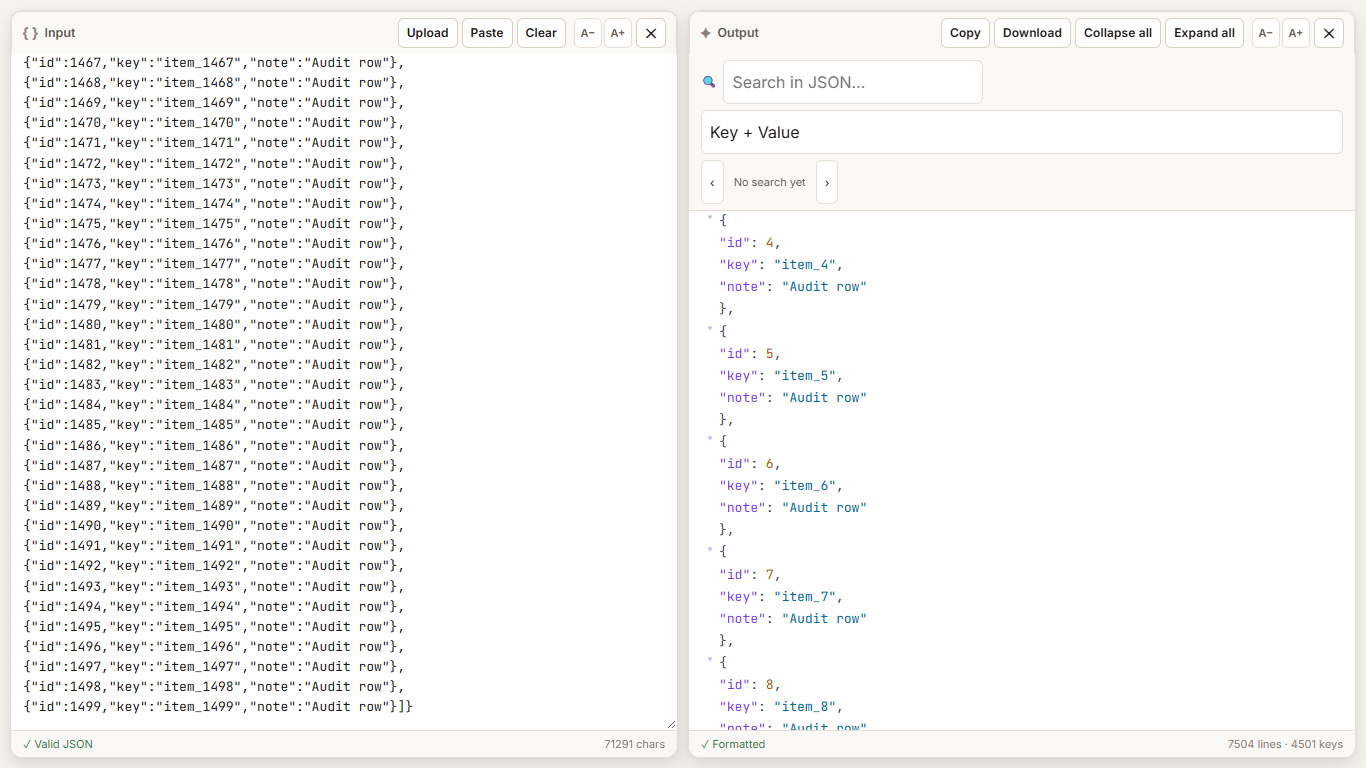 { } Input
Upload
Paste
Clear
A−
A+
✕
{"id":1467,"key":"item_1467","note":"Audit row"},
{"id":1468,"key":"item_1468","note":"Audit row"},
{"id":1469,"key":"item_1469","note":"Audit row"},
{"id":1470,"key":"item_1470","note":"Audit row"},
{"id":1471,"key":"item_1471","note":"Audit row"},
{"id":1472,"key":"item_1472","note":"Audit row"},
{"id":1473,"key":"item_1473","note":"Audit row"},
{"id":1474,"key":"item_1474","note":"Audit row"},
{"id":1475,"key":"item_1475","note":"Audit row"},
{"id":1476,"key":"item_1476","note":"Audit row"},
{"id":1477,"key":"item_1477","note":"Audit row"},
{"id":1478,"key":"item_1478","note":"Audit row"},
{"id":1479,"key":"item_1479","note":"Audit row"},
{"id":1480,"key":"item_1480","note":"Audit row"},
{"id":1481,"key":"item_1481","note":"Audit row"},
{"id":1482,"key":"item_1482","note":"Audit row"},
{"id":1483,"key":"item_1483","note":"Audit row"},
{"id":1484,"key":"item_1484","note":"Audit row"},
{"id":1485,"key":"item_1485","note":"Audit row"},
{"id":1486,"key":"item_1486","note":"Audit row"},
{"id":1487,"key":"item_1487","note":"Audit row"},
{"id":1488,"key":"item_1488","note":"Audit row"},
{"id":1489,"key":"item_1489","note":"Audit row"},
{"id":1490,"key":"item_1490","note":"Audit row"},
{"id":1491,"key":"item_1491","note":"Audit row"},
{"id":1492,"key":"item_1492","note":"Audit row"},
{"id":1493,"key":"item_1493","note":"Audit row"},
{"id":1494,"key":"item_1494","note":"Audit row"},
{"id":1495,"key":"item_1495","note":"Audit row"},
{"id":1496,"key":"item_1496","note":"Audit row"},
{"id":1497,"key":"item_1497","note":"Audit row"},
{"id":1498,"key":"item_1498","note":"Audit row"},
{"id":1499,"key":"item_1499","note":"Audit row"}]}
✓ Valid JSON
71291 chars
✦ Output
Copy
Download
Collapse all
Expand all
A−
A+
✕
Search in JSON...
Key + Value
‹
No search yet
›
{
"id": 4,
"key": "item_4",
"note": "Audit row"
},
{
"id": 5,
"key": "item_5",
"note": "Audit row"
},
{
"id": 6,
"key": "item_6",
"note": "Audit row"
},
{
"id": 7,
"key": "item_7",
"note": "Audit row"
},
{
"id": 8,
"key": "item_8",
"note": "Audit row"
✓ Formatted
7504 lines · 4501 keys